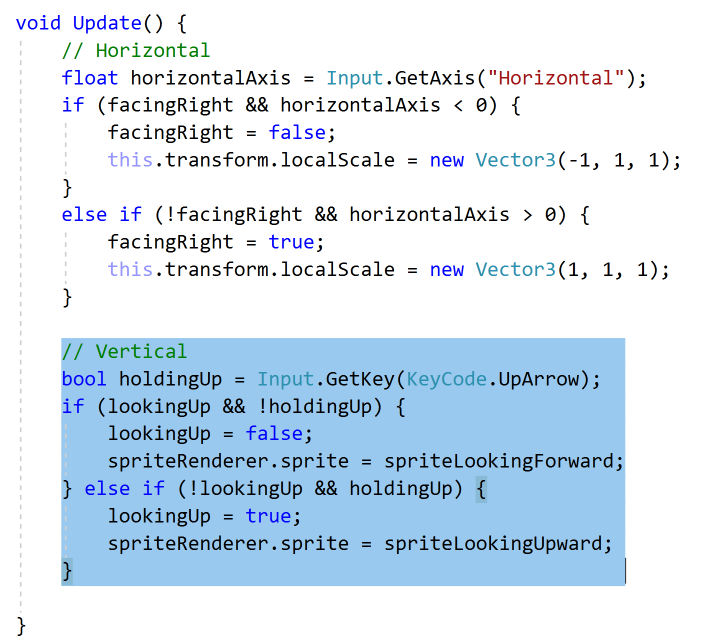 void Update() {
    // Horizontal
    float horizontalAxis = Input.GetAxis("Horizontal");
    if (facingRight && horizontalAxis < 0) {
        facingRight = false;
        this.transform.localScale = new Vector3(-1, 1, 1);
    }
    else if (!facingRight && horizontalAxis > 0) {
        facingRight = true;
        this.transform.localScale = new Vector3(1, 1, 1);
    }

    // Vertical
    bool holdingUp = Input.GetKey(KeyCode.UpArrow);
    if (lookingUp && !holdingUp) {
        lookingUp = false;
        spriteRenderer.sprite = spriteLookingForward;
    } else if (!lookingUp && holdingUp) {
        lookingUp = true;
        spriteRenderer.sprite = spriteLookingUpward;
    }

}